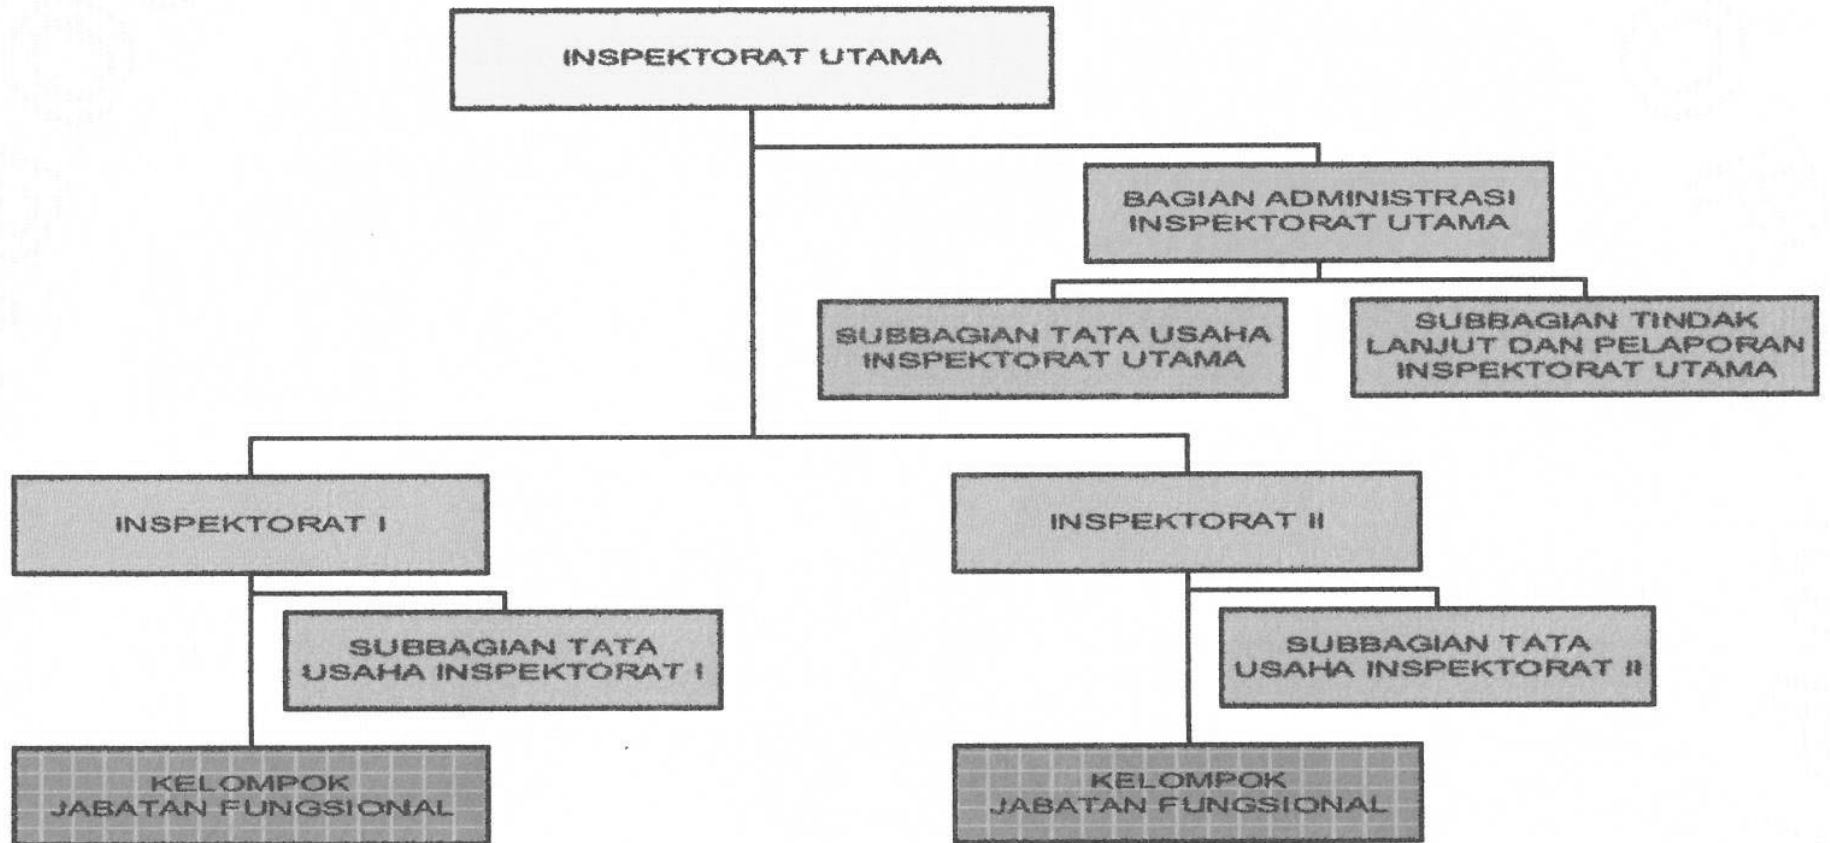 INSPEKTORAT UTAMA
BAGIAN ADMINISTRASI
INSPEKTORAT UTAMA
SUBBAGIAN TATA USAHA
INSPEKTORAT UTAMA
SUBBAGIAN TINDAK
LANJUT DAN PELAPORAN
INSPEKTORAT UTAMA
INSPEKTORAT I
INSPEKTORAT II
SUBBAGIAN TATA
USAHA INSPEKTORAT I
SUBBAGIAN TATA
USAHA INSPEKTORAT II
KELOMPOK
JABATAN FUNGSIONAL
KELOMPOK
JABATAN FUNGSIONAL